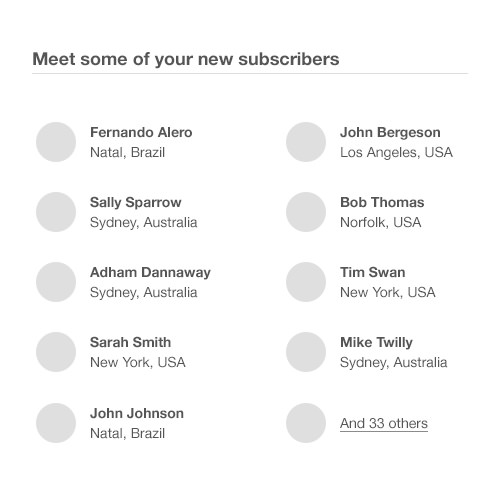 Meet some of your new subscribers
Fernando Alero
Natal, Brazil
Sally Sparrow
Sydney, Australia
Adham Dannaway
Sydney, Australia
Sarah Smith
New York, USA
John Johnson
Natal, Brazil
John Bergeson
Los Angeles, USA
Bob Thomas
Norfolk, USA
Tim Swan
New York, USA
Mike Twilly
Sydney, Australia
And 33 others